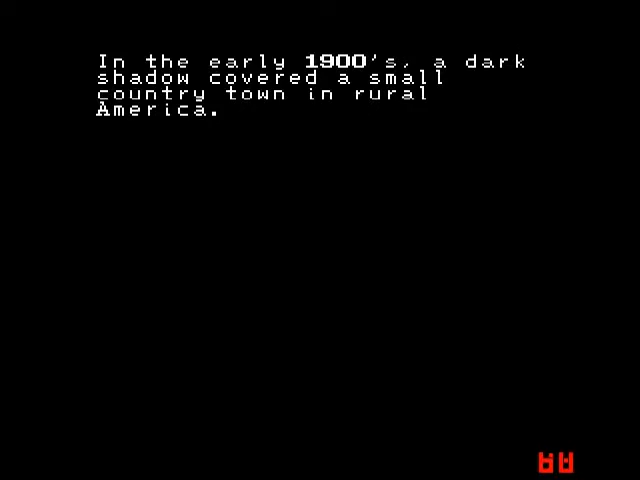 In the early 1900's, a dark
shadow covered a small
country town in rural
America.